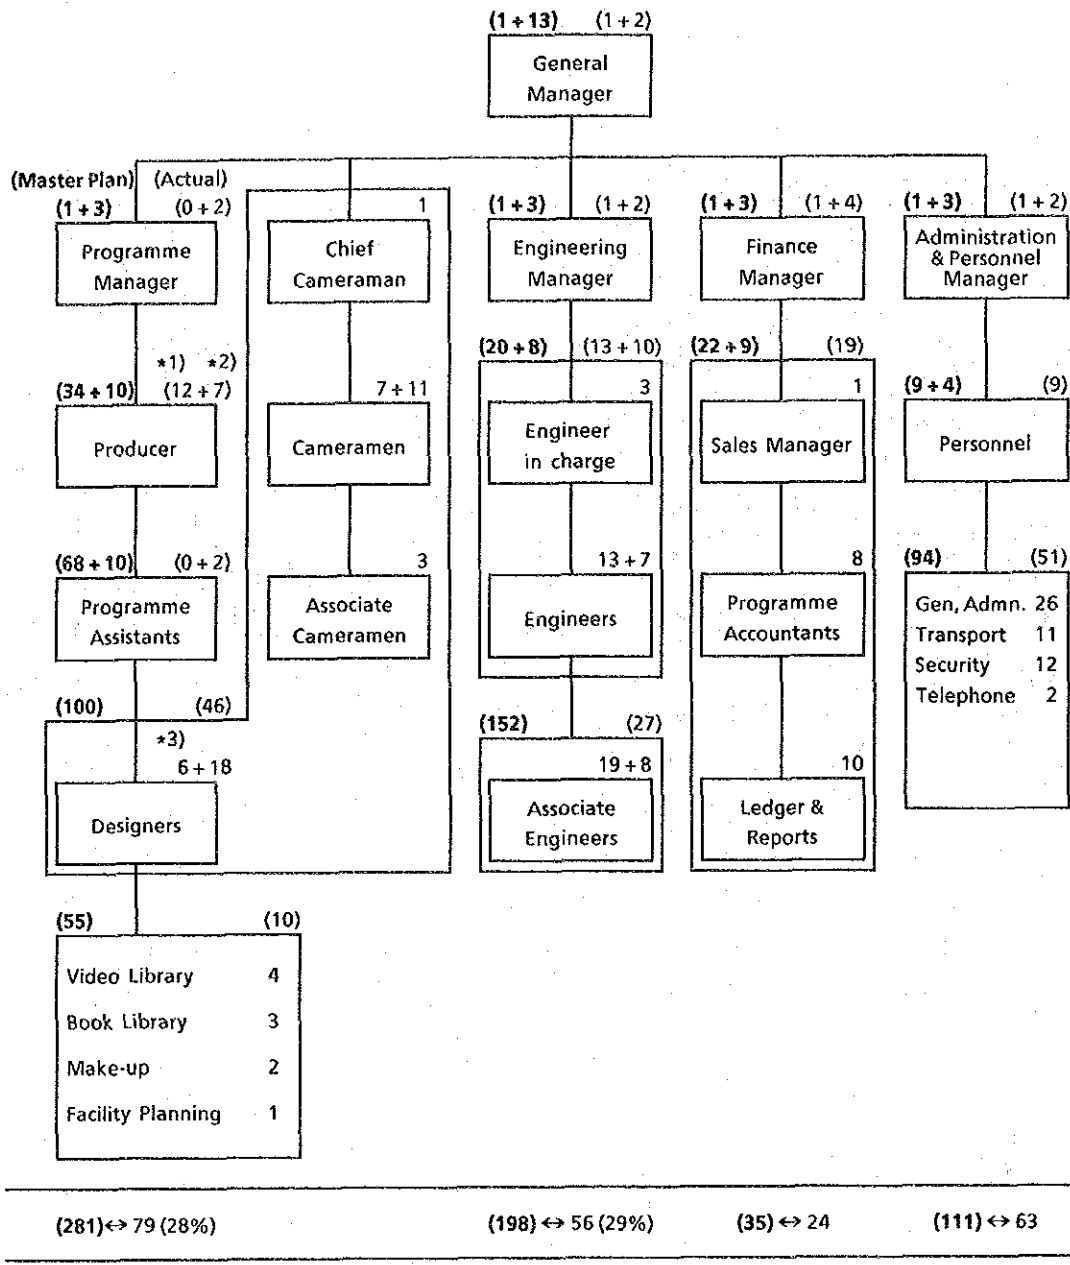 (1 + 13) (1 + 2)
General
Manager
(Master Plan) (Actual)
(1 + 3) (0 + 2)
Programme
Manager
*1) *2)
(34 + 10) (12 + 7)
Producer
(68 + 10) (0 + 2)
Programme
Assistants
(100) (46)
*3)
6 + 18
Designers
(55) (10)
Video Library 4
Book Library 3
Make-up 2
Facility Planning 1
1
Chief
Cameraman
7 + 11
Cameramen
3
Associate
Cameramen
(1 + 3) (1 + 2)
Engineering
Manager
(20 + 8) (13 + 10)
3
Engineer
in charge
13 + 7
Engineers
(152) (27)
19 + 8
Associate
Engineers
(1 + 3) (1 + 4)
Finance
Manager
(22 + 9) (19)
1
Sales Manager
8
Programme
Accountants
10
Ledger &
Reports
(1 + 3) (1 + 2)
Administration
& Personnel
Manager
(9 + 4) (9)
Personnel
(94) (51)
Gen, Admn. 26
Transport 11
Security 12
Telephone 2
(281) ↔ 79 (28%) (198) ↔ 56 (29%) (35) ↔ 24 (111) ↔ 63